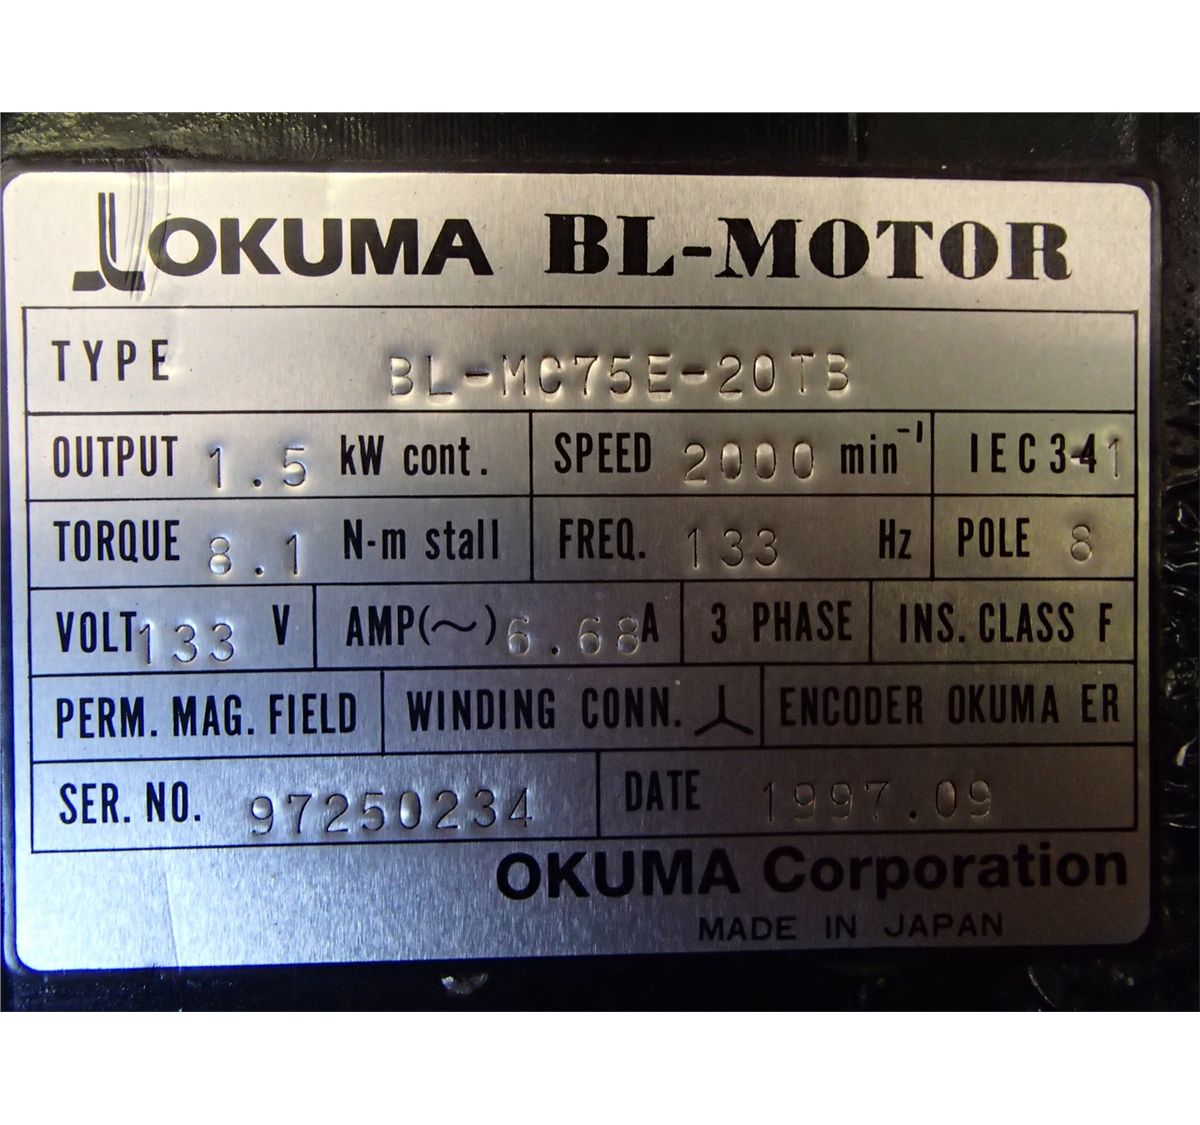 OKUMA BL-MOTOR
TYPE BL-MC75E-20TB
OUTPUT 1.5 kW cont. SPEED 2000 min⁻¹ IEC34-1
TORQUE 8.1 N-m stall FREQ. 133 Hz POLE 8
VOLT 133 V AMP(~) 6.68 A 3 PHASE INS. CLASS F
PERM. MAG. FIELD WINDING CONN. ENCODER OKUMA ER
SER. NO. 97250234 DATE 1997.09
OKUMA Corporation
MADE IN JAPAN